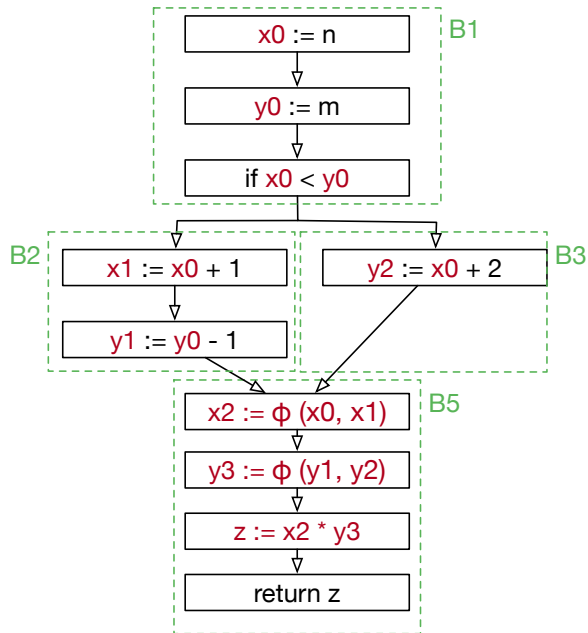 x0 := n
B1
y0 := m
if x0 < y0
B2
x1 := x0 + 1
y2 := x0 + 2
B3
y1 := y0 - 1
x2 := ϕ (x0, x1)
B5
y3 := ϕ (y1, y2)
z := x2 * y3
return z